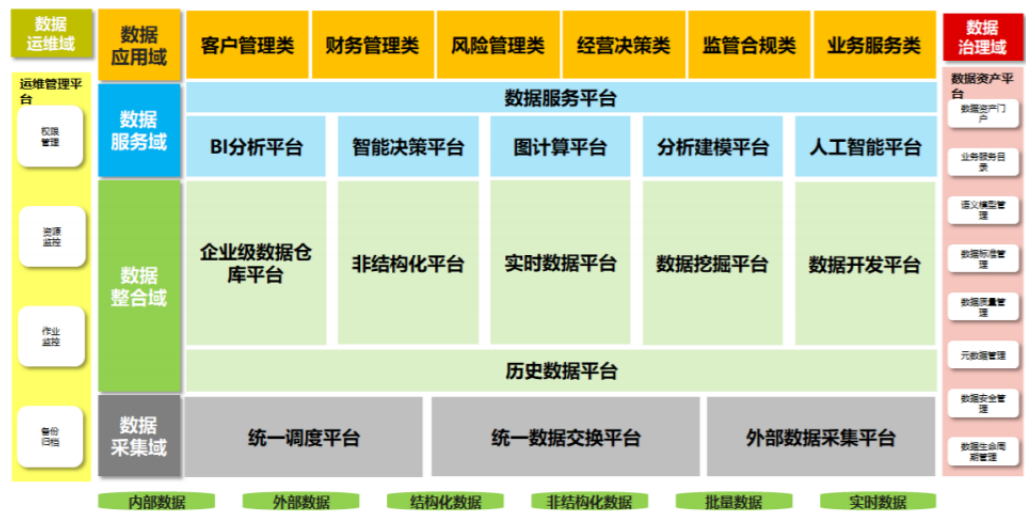 数据
运维域
运维管理平
台
权限
管理
资源
监控
作业
监控
备份
归档
数据
应用域
客户管理类
财务管理类
风险管理类
经营决策类
监管合规类
业务服务类
数据
服务域
数据服务平台
BI分析平台
智能决策平台
图计算平台
分析建模平台
人工智能平台
数据
整合域
企业级数据仓
库平台
非结构化平台
实时数据平台
数据挖掘平台
数据开发平台
历史数据平台
数据
采集域
统一调度平台
统一数据交换平台
外部数据采集平台
内部数据
外部数据
结构化数据
非结构化数据
批量数据
实时数据
数据
治理域
数据资产平
台
数据资产门
户
业务服务目
录
语义模型管
理
数据标准管
理
数据质量管
理
元数据管理
数据安全管
理
数据生命周
期管理